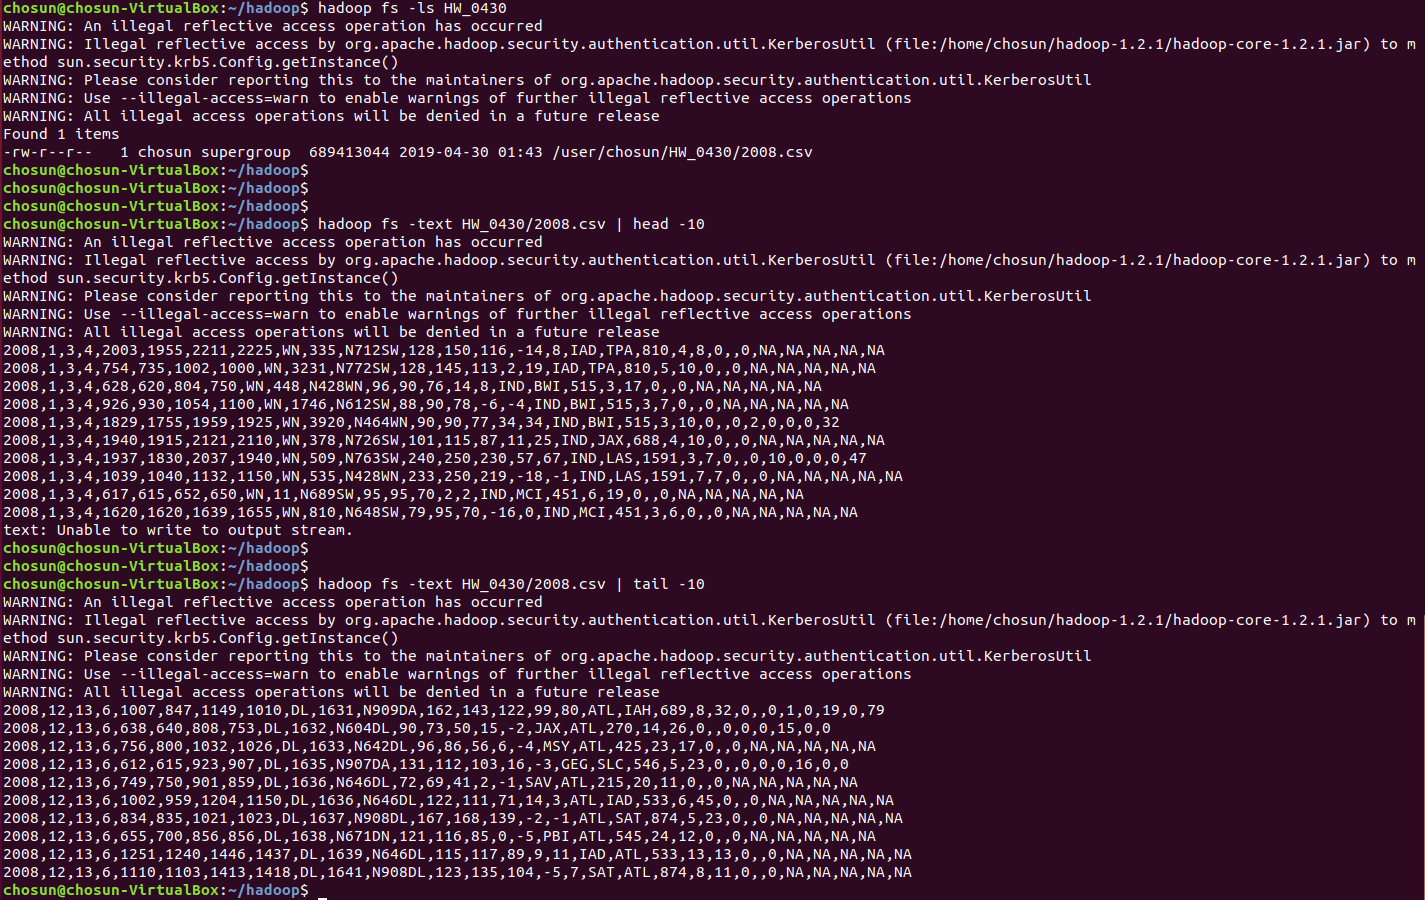 chosun@chosun-VirtualBox:~/hadoop$ hadoop fs -ls HW_0430
WARNING: An illegal reflective access operation has occurred
WARNING: Illegal reflective access by org.apache.hadoop.security.authentication.util.KerberosUtil (file:/home/chosun/hadoop-1.2.1/hadoop-core-1.2.1.jar) to m
ethod sun.security.krb5.Config.getInstance()
WARNING: Please consider reporting this to the maintainers of org.apache.hadoop.security.authentication.util.KerberosUtil
WARNING: Use --illegal-access=warn to enable warnings of further illegal reflective access operations
WARNING: All illegal access operations will be denied in a future release
Found 1 items
-rw-r--r--   1 chosun supergroup  689413044 2019-04-30 01:43 /user/chosun/HW_0430/2008.csv
chosun@chosun-VirtualBox:~/hadoop$
chosun@chosun-VirtualBox:~/hadoop$
chosun@chosun-VirtualBox:~/hadoop$
chosun@chosun-VirtualBox:~/hadoop$ hadoop fs -text HW_0430/2008.csv | head -10
WARNING: An illegal reflective access operation has occurred
WARNING: Illegal reflective access by org.apache.hadoop.security.authentication.util.KerberosUtil (file:/home/chosun/hadoop-1.2.1/hadoop-core-1.2.1.jar) to m
ethod sun.security.krb5.Config.getInstance()
WARNING: Please consider reporting this to the maintainers of org.apache.hadoop.security.authentication.util.KerberosUtil
WARNING: Use --illegal-access=warn to enable warnings of further illegal reflective access operations
WARNING: All illegal access operations will be denied in a future release
2008,1,3,4,2003,1955,2211,2225,WN,335,N712SW,128,150,116,-14,8,IAD,TPA,810,4,8,0,,0,NA,NA,NA,NA,NA
2008,1,3,4,754,735,1002,1000,WN,3231,N772SW,128,145,113,2,19,IAD,TPA,810,5,10,0,,0,NA,NA,NA,NA,NA
2008,1,3,4,628,620,804,750,WN,448,N428WN,96,90,76,14,8,IND,BWI,515,3,17,0,,0,NA,NA,NA,NA,NA
2008,1,3,4,926,930,1054,1100,WN,1746,N612SW,88,90,78,-6,-4,IND,BWI,515,3,7,0,,0,NA,NA,NA,NA,NA
2008,1,3,4,1829,1755,1959,1925,WN,3920,N464WN,90,90,77,34,34,IND,BWI,515,3,10,0,,0,2,0,0,0,32
2008,1,3,4,1940,1915,2121,2110,WN,378,N726SW,101,115,87,11,25,IND,JAX,688,4,10,0,,0,NA,NA,NA,NA,NA
2008,1,3,4,1937,1830,2037,1940,WN,509,N763SW,240,250,230,57,67,IND,LAS,1591,3,7,0,,0,10,0,0,0,47
2008,1,3,4,1039,1040,1132,1150,WN,535,N428WN,233,250,219,-18,-1,IND,LAS,1591,7,7,0,,0,NA,NA,NA,NA,NA
2008,1,3,4,617,615,652,650,WN,11,N689SW,95,95,70,2,2,IND,MCI,451,6,19,0,,0,NA,NA,NA,NA,NA
2008,1,3,4,1620,1620,1639,1655,WN,810,N648SW,79,95,70,-16,0,IND,MCI,451,3,6,0,,0,NA,NA,NA,NA,NA
text: Unable to write to output stream.
chosun@chosun-VirtualBox:~/hadoop$
chosun@chosun-VirtualBox:~/hadoop$
chosun@chosun-VirtualBox:~/hadoop$ hadoop fs -text HW_0430/2008.csv | tail -10
WARNING: An illegal reflective access operation has occurred
WARNING: Illegal reflective access by org.apache.hadoop.security.authentication.util.KerberosUtil (file:/home/chosun/hadoop-1.2.1/hadoop-core-1.2.1.jar) to m
ethod sun.security.krb5.Config.getInstance()
WARNING: Please consider reporting this to the maintainers of org.apache.hadoop.security.authentication.util.KerberosUtil
WARNING: Use --illegal-access=warn to enable warnings of further illegal reflective access operations
WARNING: All illegal access operations will be denied in a future release
2008,12,13,6,1007,847,1149,1010,DL,1631,N909DA,162,143,122,99,80,ATL,IAH,689,8,32,0,,0,1,0,19,0,79
2008,12,13,6,638,640,808,753,DL,1632,N604DL,90,73,50,15,-2,JAX,ATL,270,14,26,0,,0,0,0,15,0,0
2008,12,13,6,756,800,1032,1026,DL,1633,N642DL,96,86,56,6,-4,MSY,ATL,425,23,17,0,,0,NA,NA,NA,NA,NA
2008,12,13,6,612,615,923,907,DL,1635,N907DA,131,112,103,16,-3,GEG,SLC,546,5,23,0,,0,0,0,16,0,0
2008,12,13,6,749,750,901,859,DL,1636,N646DL,72,69,41,2,-1,SAV,ATL,215,20,11,0,,0,NA,NA,NA,NA,NA
2008,12,13,6,1002,959,1204,1150,DL,1636,N646DL,122,111,71,14,3,ATL,IAD,533,6,45,0,,0,NA,NA,NA,NA,NA
2008,12,13,6,834,835,1021,1023,DL,1637,N908DL,167,168,139,-2,-1,ATL,SAT,874,5,23,0,,0,NA,NA,NA,NA,NA
2008,12,13,6,655,700,856,856,DL,1638,N671DN,121,116,85,0,-5,PBI,ATL,545,24,12,0,,0,NA,NA,NA,NA,NA
2008,12,13,6,1251,1240,1446,1437,DL,1639,N646DL,115,117,89,9,11,IAD,ATL,533,13,13,0,,0,NA,NA,NA,NA,NA
2008,12,13,6,1110,1103,1413,1418,DL,1641,N908DL,123,135,104,-5,7,SAT,ATL,874,8,11,0,,0,NA,NA,NA,NA,NA
chosun@chosun-VirtualBox:~/hadoop$